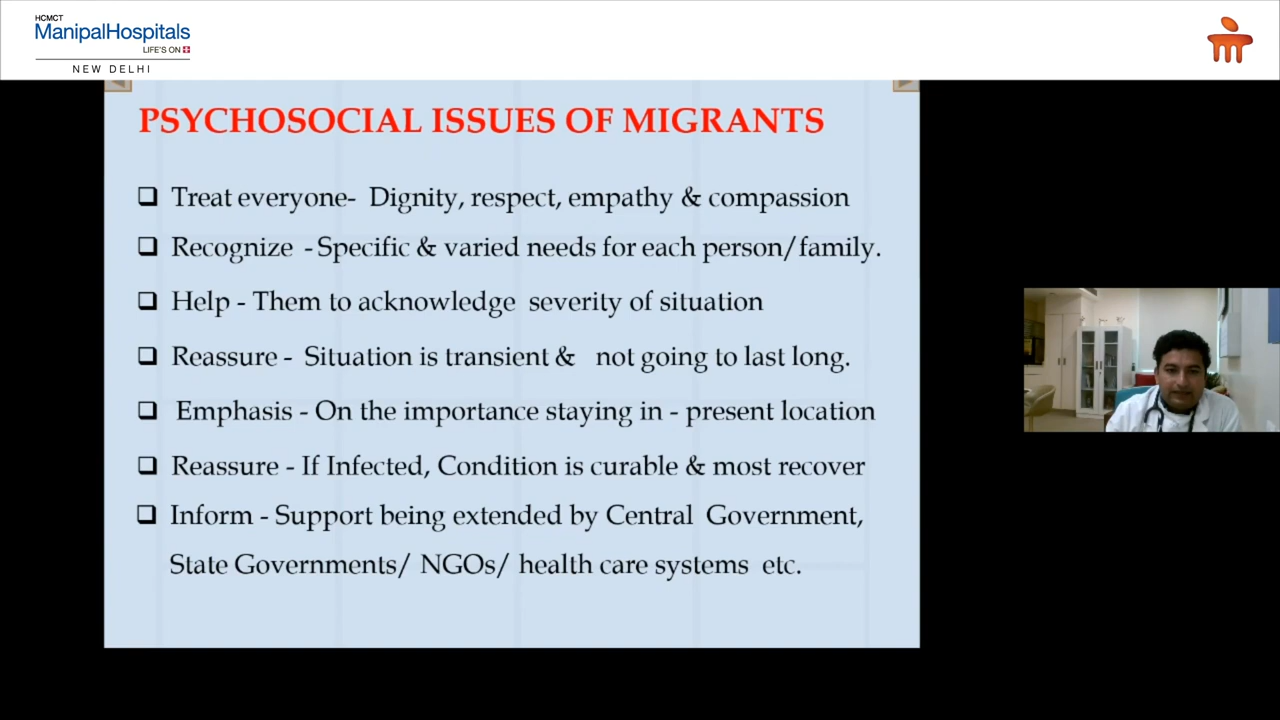 HCMCT
ManipalHospitals
LIFE'S ON
NEW DELHI
PSYCHOSOCIAL ISSUES OF MIGRANTS
Treat everyone- Dignity, respect, empathy & compassion
Recognize - Specific & varied needs for each person/family.
Help - Them to acknowledge severity of situation
Reassure - Situation is transient & not going to last long.
Emphasis - On the importance staying in - present location
Reassure - If Infected, Condition is curable & most recover
Inform - Support being extended by Central Government,
State Governments/ NGOs/ health care systems etc.